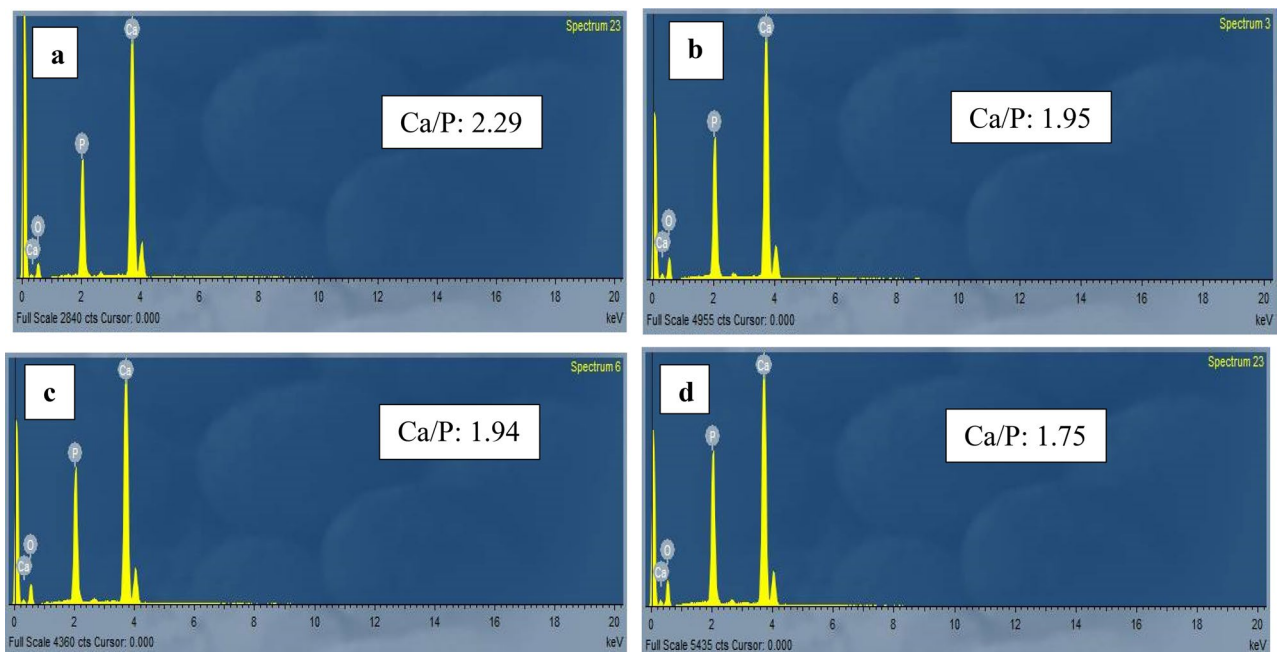 a
Spectrum 23
Ca
Ca/P: 2.29
P
O
Ca
0 2 4 6 8 10 12 14 16 18 20
Full Scale 2840 cts Cursor: 0.000
keV
b
Spectrum 3
Ca
Ca/P: 1.95
P
O
Ca
0 2 4 6 8 10 12 14 16 18 20
Full Scale 4955 cts Cursor: 0.000
keV
c
Spectrum 6
Ca
Ca/P: 1.94
P
O
Ca
0 2 4 6 8 10 12 14 16 18 20
Full Scale 4360 cts Cursor: 0.000
keV
d
Spectrum 23
Ca
Ca/P: 1.75
P
O
Ca
0 2 4 6 8 10 12 14 16 18 20
Full Scale 5435 cts Cursor: 0.000
keV